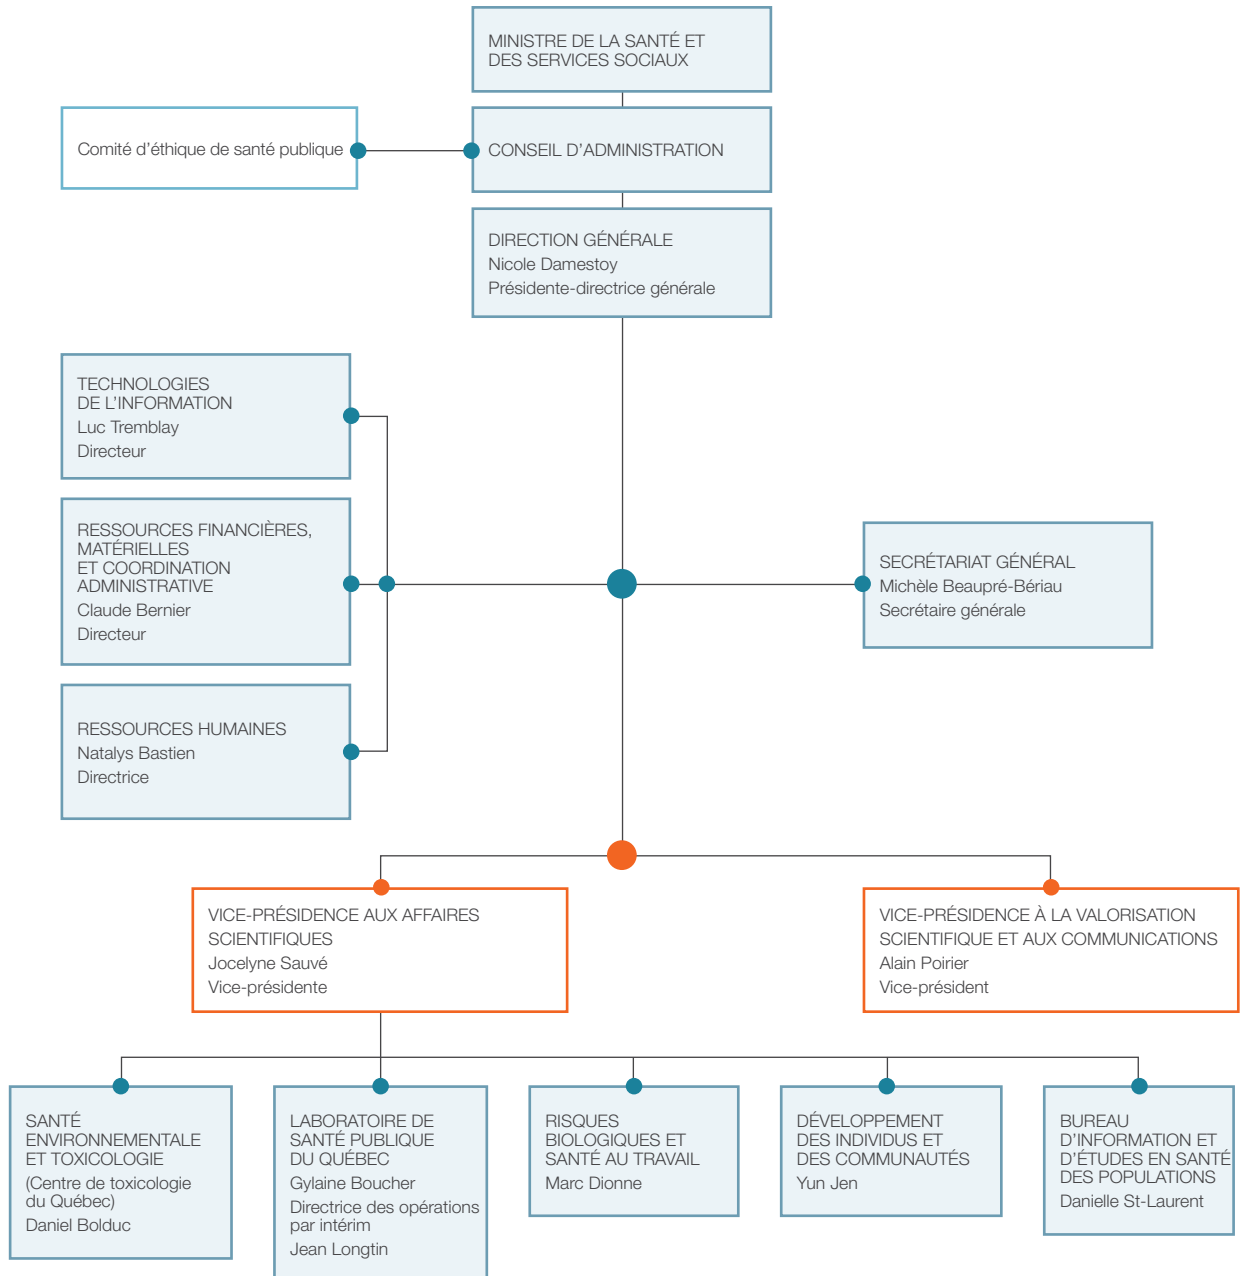 MINISTRE DE LA SANTÉ ET
DES SERVICES SOCIAUX
Comité d'éthique de santé publique
CONSEIL D'ADMINISTRATION
DIRECTION GÉNÉRALE
Nicole Damestoy
Présidente-directrice générale
TECHNOLOGIES
DE L'INFORMATION
Luc Tremblay
Directeur
RESSOURCES FINANCIÈRES,
MATÉRIELLES
ET COORDINATION
ADMINISTRATIVE
Claude Bernier
Directeur
SECRÉTARIAT GÉNÉRAL
Michèle Beaupré-Bériau
Secrétaire générale
RESSOURCES HUMAINES
Natalys Bastien
Directrice
VICE-PRÉSIDENCE AUX AFFAIRES
SCIENTIFIQUES
Jocelyne Sauvé
Vice-présidente
VICE-PRÉSIDENCE À LA VALORISATION
SCIENTIFIQUE ET AUX COMMUNICATIONS
Alain Poirier
Vice-président
SANTÉ
ENVIRONNEMENTALE
ET TOXICOLOGIE
(Centre de toxicologie
du Québec)
Daniel Bolduc
LABORATOIRE DE
SANTÉ PUBLIQUE
DU QUÉBEC
Gylaine Boucher
Directrice des opérations
par intérim
Jean Longtin
RISQUES
BIOLOGIQUES ET
SANTÉ AU TRAVAIL
Marc Dionne
DÉVELOPPEMENT
DES INDIVIDUS ET
DES COMMUNAUTÉS
Yun Jen
BUREAU
D'INFORMATION ET
D'ÉTUDES EN SANTÉ
DES POPULATIONS
Danielle St-Laurent